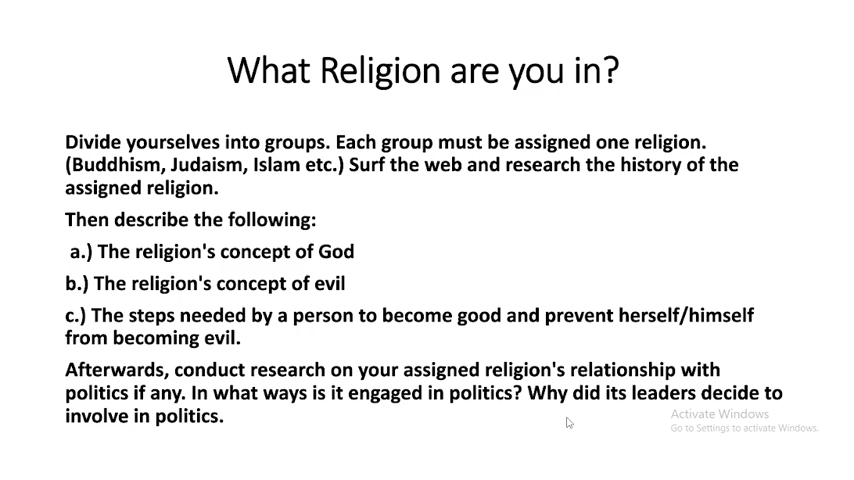 What Religion are you in?
Divide yourselves into groups. Each group must be assigned one religion.
(Buddhism, Judaism, Islam etc.) Surf the web and research the history of the
assigned religion.
Then describe the following:
a.) The religion's concept of God
b.) The religion's concept of evil
c.) The steps needed by a person to become good and prevent herself/himself
from becoming evil.
Afterwards, conduct research on your assigned religion's relationship with
politics if any. In what ways is it engaged in politics? Why did its leaders decide to
involve in politics.
Activate Windows
Go to Settings to activate Windows.